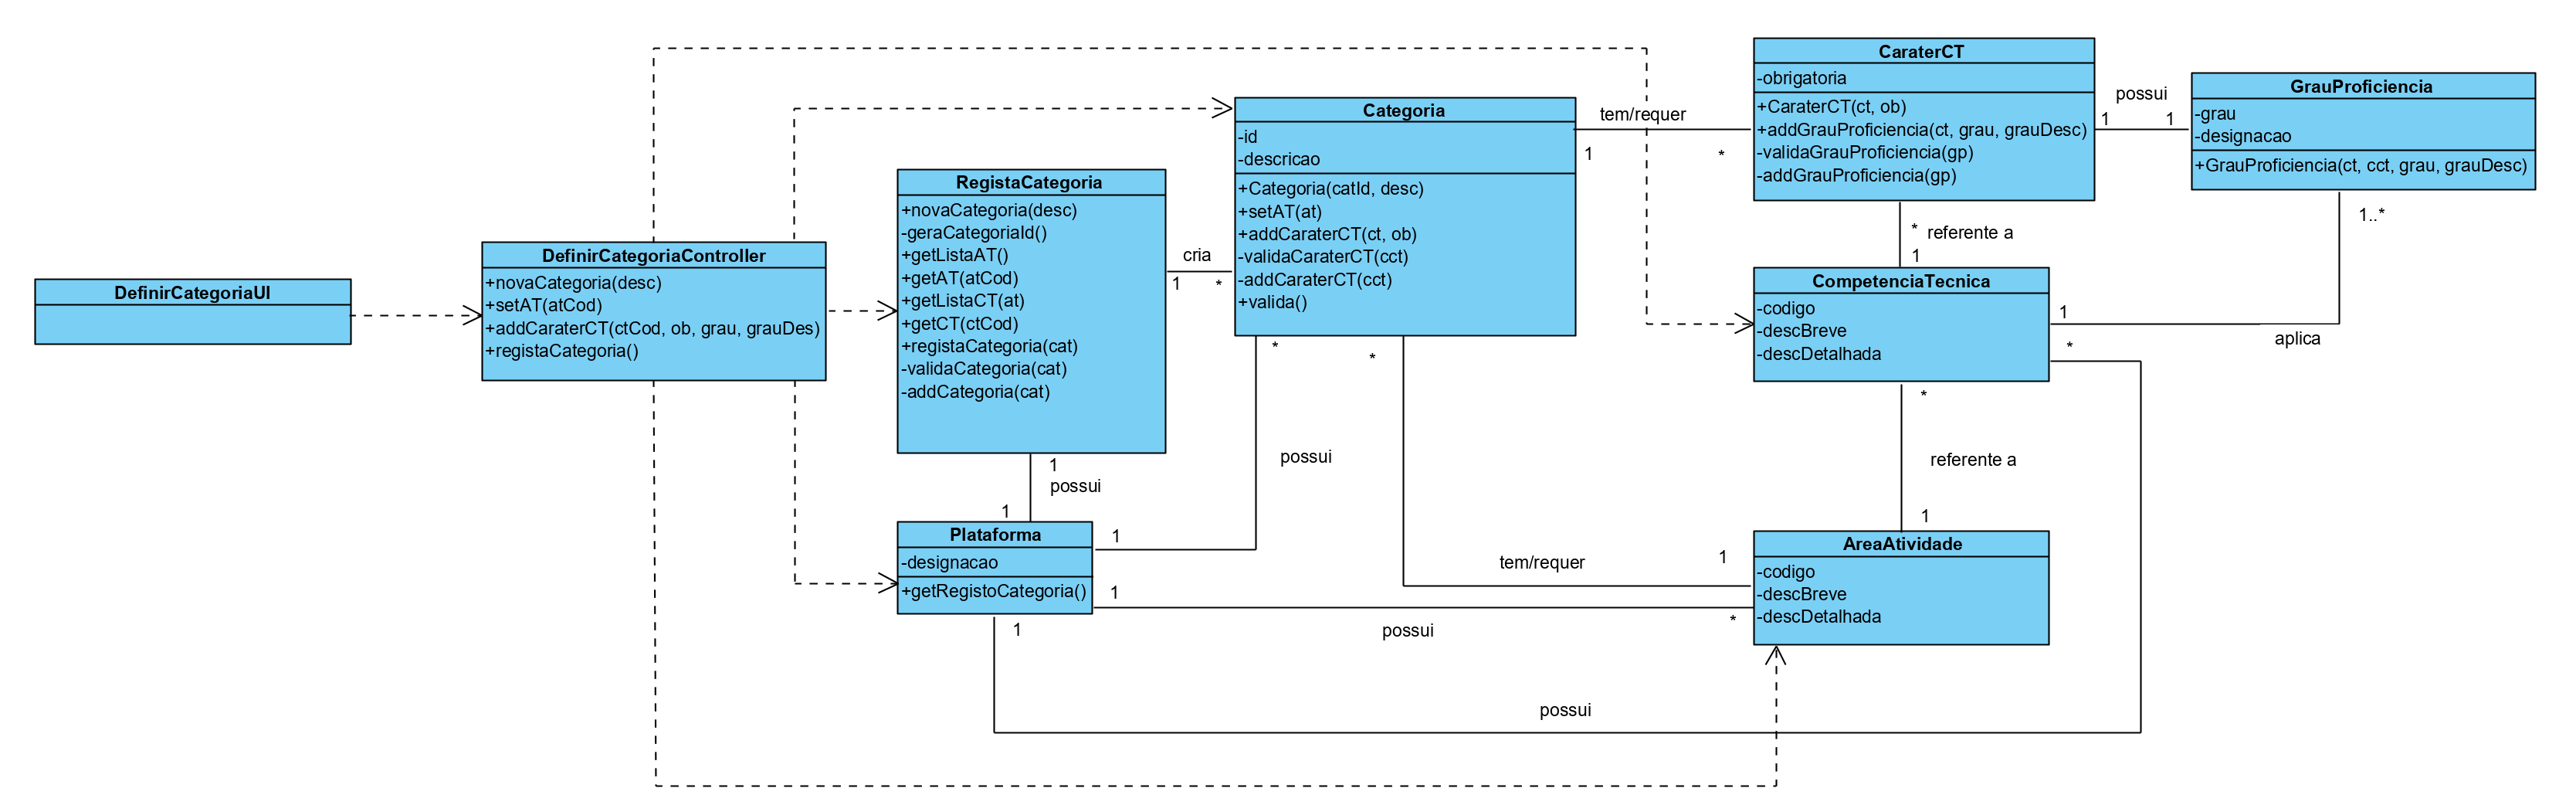 DefinirCategoriaUI
DefinirCategoriaController
+novaCategoria(desc)
+setAT(atCod)
+addCaraterCT(ctCod, ob, grau, grauDes)
+registaCategoria()
RegistaCategoria
+novaCategoria(desc)
-geraCategoriaId()
+getListaAT()
+getAT(atCod)
+getListaCT(at)
+getCT(ctCod)
+registaCategoria(cat)
-validaCategoria(cat)
-addCategoria(cat)
cria
1
*
1
possui
1
Plataforma
-designacao
+getRegistoCategoria()
1
1
1
Categoria
-id
-descricao
+Categoria(catId, desc)
+setAT(at)
+addCaraterCT(ct, ob)
-validaCaraterCT(cct)
-addCaraterCT(cct)
+valida()
*
*
possui
tem/requer
1
*
CaraterCT
-obrigatoria
+CaraterCT(ct, ob)
+addGrauProficiencia(ct, grau, grauDesc)
-validaGrauProficiencia(gp)
-addGrauProficiencia(gp)
possui
1
1
GrauProficiencia
-grau
-designacao
+GrauProficiencia(ct, cct, grau, grauDesc)
1..*
* referente a
1
CompetenciaTecnica
-codigo
-descBreve
-descDetalhada
1
aplica
*
*
referente a
1
tem/requer
1
AreaAtividade
-codigo
-descBreve
-descDetalhada
possui
*
possui